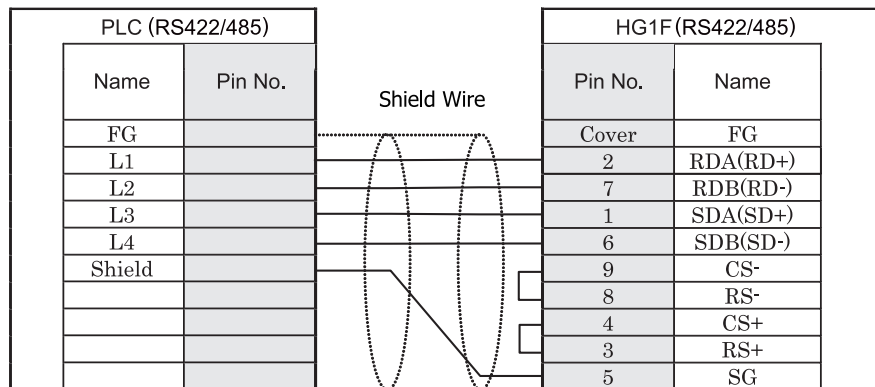 PLC (RS422/485) HG1F(RS422/485)
Name Pin No. Pin No. Name
Shield Wire
FG Cover FG
L1 2 RDA(RD+)
L2 7 RDB(RD-)
L3 1 SDA(SD+)
L4 6 SDB(SD-)
Shield 9 CS-
8 RS-
4 CS+
3 RS+
5 SG